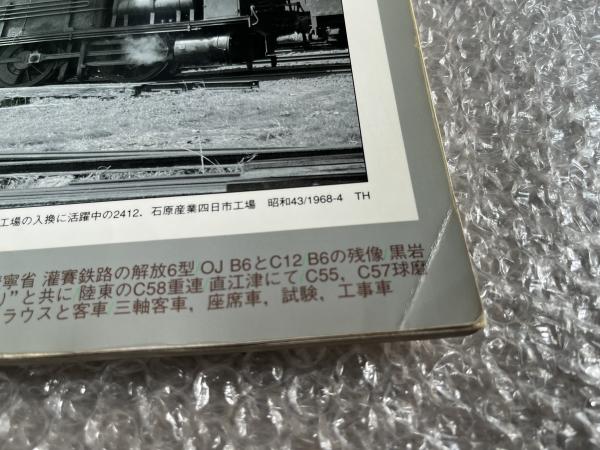 工場の入換に活躍中の2412. 石原産業四日市工場 昭和43/1968-4 TH
寧省 灌賽鉄路の解放6型 OJ B6とC12 B6の残像 黒岩
り”と共に 陸東のC58重連 直江津にて C55, C57球磨
ラウスと客車 三軸客車, 座席車, 試験, 工事車